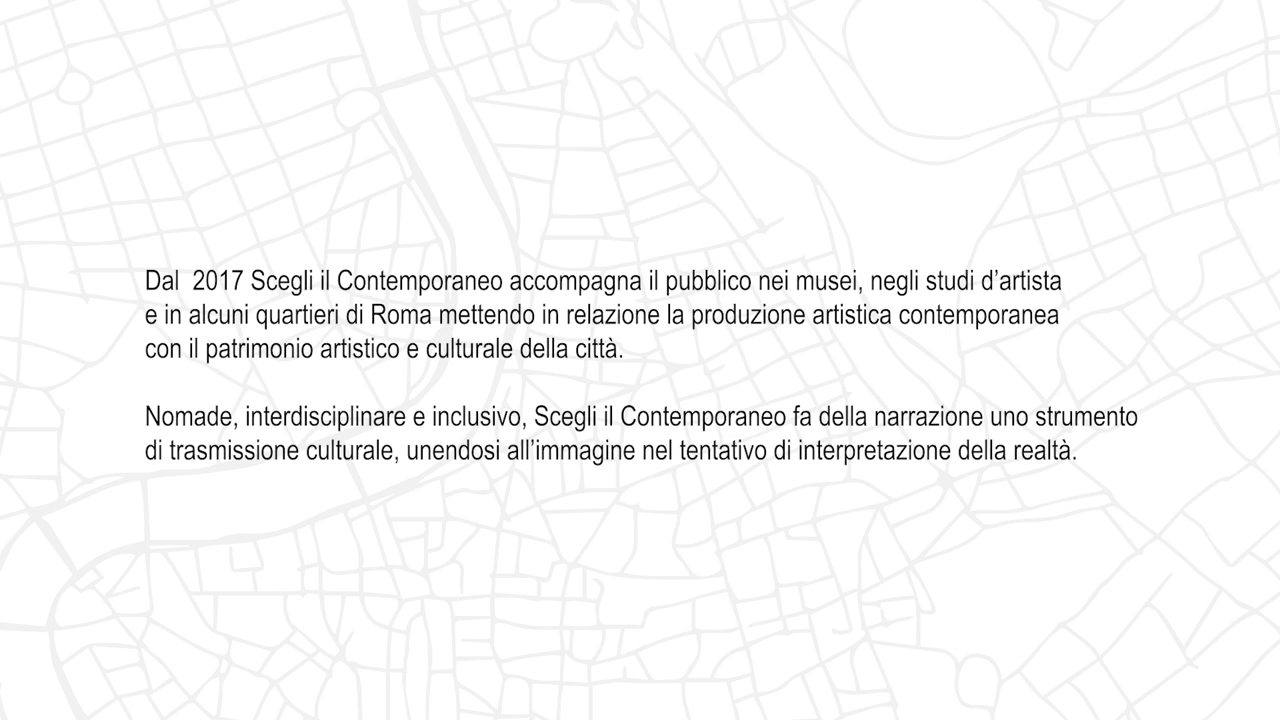 Dal  2017 Scegli il Contemporaneo accompagna il pubblico nei musei, negli studi d’artista
e in alcuni quartieri di Roma mettendo in relazione la produzione artistica contemporanea
con il patrimonio artistico e culturale della città.
Nomade, interdisciplinare e inclusivo, Scegli il Contemporaneo fa della narrazione uno strumento
di trasmissione culturale, unendosi all’immagine nel tentativo di interpretazione della realtà.